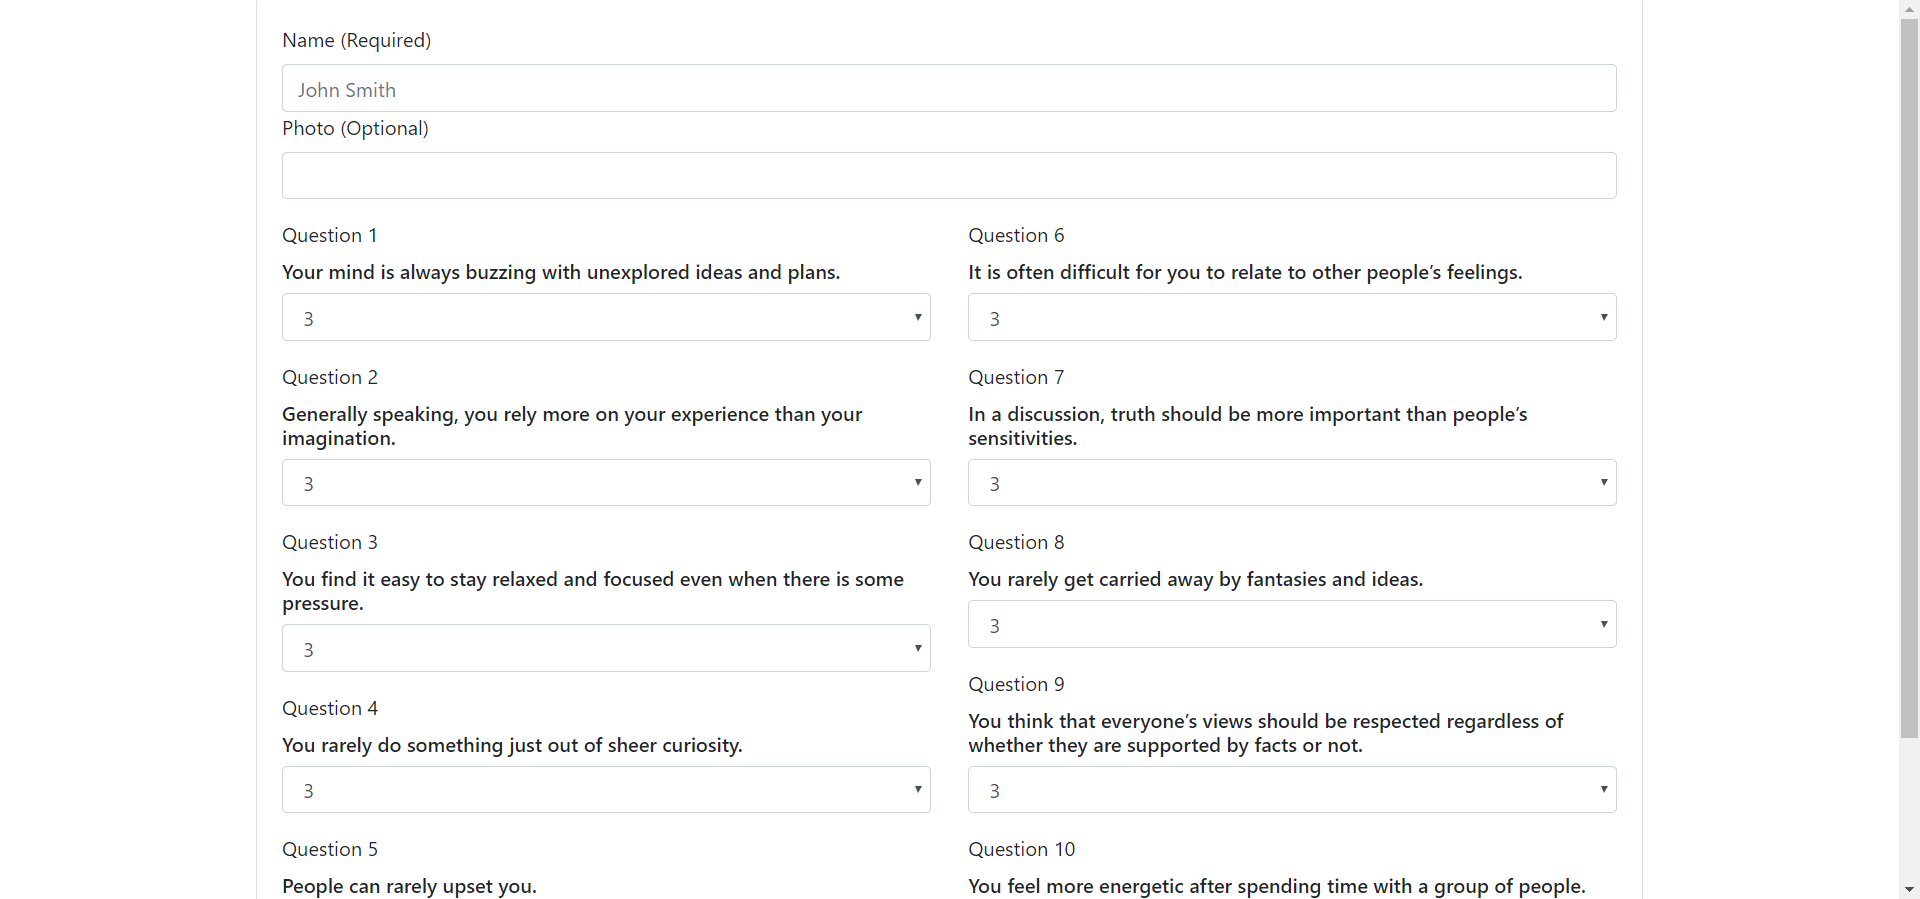 Name (Required)
John Smith
Photo (Optional)
Question 1
Your mind is always buzzing with unexplored ideas and plans.
3
Question 2
Generally speaking, you rely more on your experience than your
imagination.
3
Question 3
You find it easy to stay relaxed and focused even when there is some
pressure.
3
Question 4
You rarely do something just out of sheer curiosity.
3
Question 5
People can rarely upset you.
Question 6
It is often difficult for you to relate to other people’s feelings.
3
Question 7
In a discussion, truth should be more important than people’s
sensitivities.
3
Question 8
You rarely get carried away by fantasies and ideas.
3
Question 9
You think that everyone’s views should be respected regardless of
whether they are supported by facts or not.
3
Question 10
You feel more energetic after spending time with a group of people.